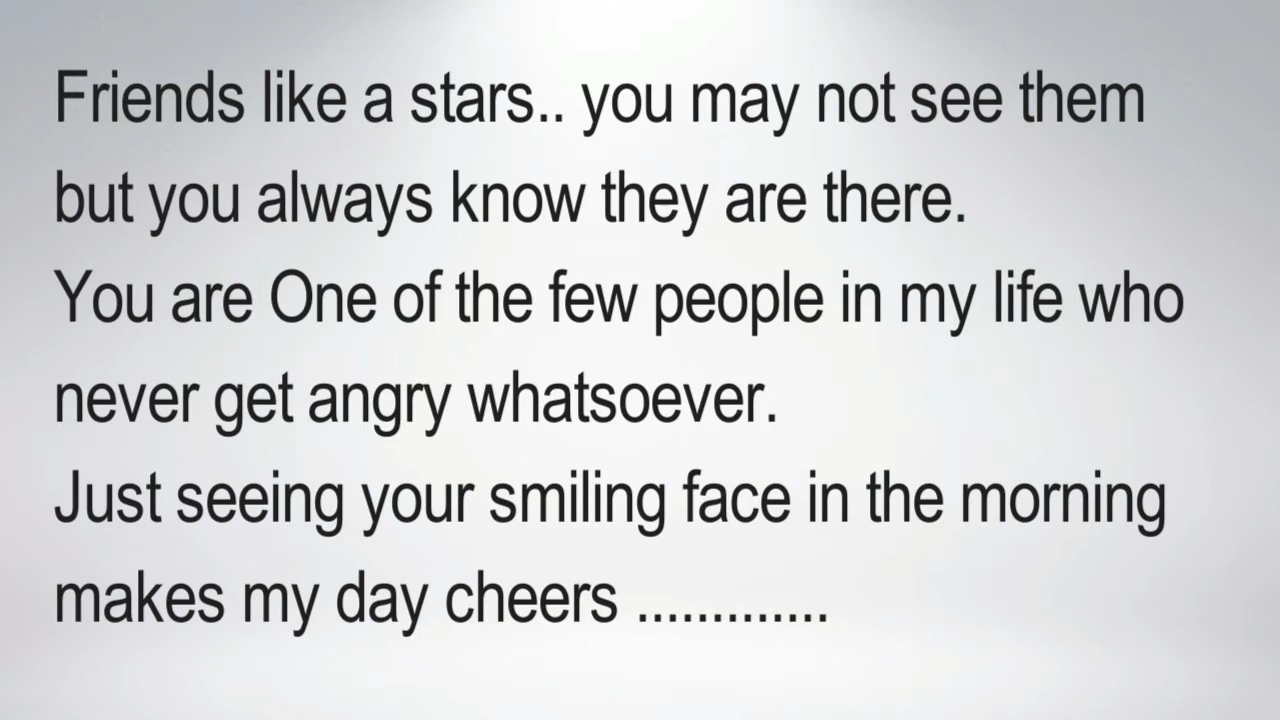 Friends like a stars.. you may not see them
but you always know they are there.
You are One of the few people in my life who
never get angry whatsoever.
Just seeing your smiling face in the morning
makes my day cheers .............